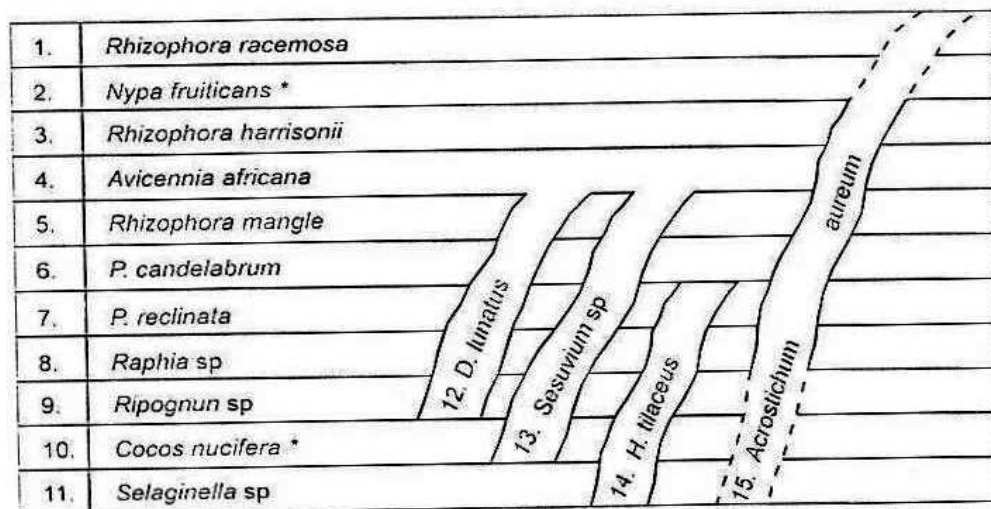 1. Rhizophora racemosa
2. Nypa fruiticans *
3. Rhizophora harrisonii
4. Avicennia africana
5. Rhizophora mangle
6. P. candelabrum
7. P. reclinata
8. Raphia sp
9. Ripognun sp
10. Cocos nucifera *
11. Selaginella sp
12. D. lunatus
13. Sesuvium sp
14. H. tilaceus
15. Acrostichum aureum